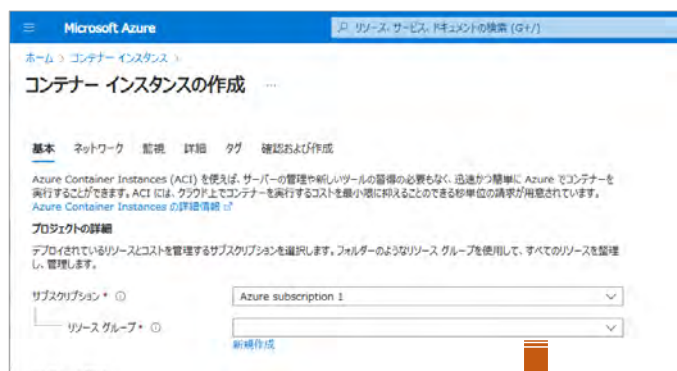 Microsoft Azure
リソース、サービス、ドキュメントの検索 (G+/)
ホーム > コンテナー インスタンス >
コンテナー インスタンスの作成 …
基本 ネットワーク 監視 詳細 タグ 確認および作成
Azure Container Instances (ACI) を使えば、サーバーの管理や新しいツールの習得の必要もなく、迅速かつ簡単に Azure でコンテナーを
実行することができます。ACI には、クラウド上でコンテナーを実行するコストを最小限に抑えることのできる秒単位の請求が用意されています。
Azure Container Instances の詳細情報
プロジェクトの詳細
デプロイされているリソースとコストを管理するサブスクリプションを選択します。フォルダーのようなリソース グループを使用して、すべてのリソースを整理
し、管理します。
サブスクリプション *
Azure subscription 1
リソース グループ *
新規作成